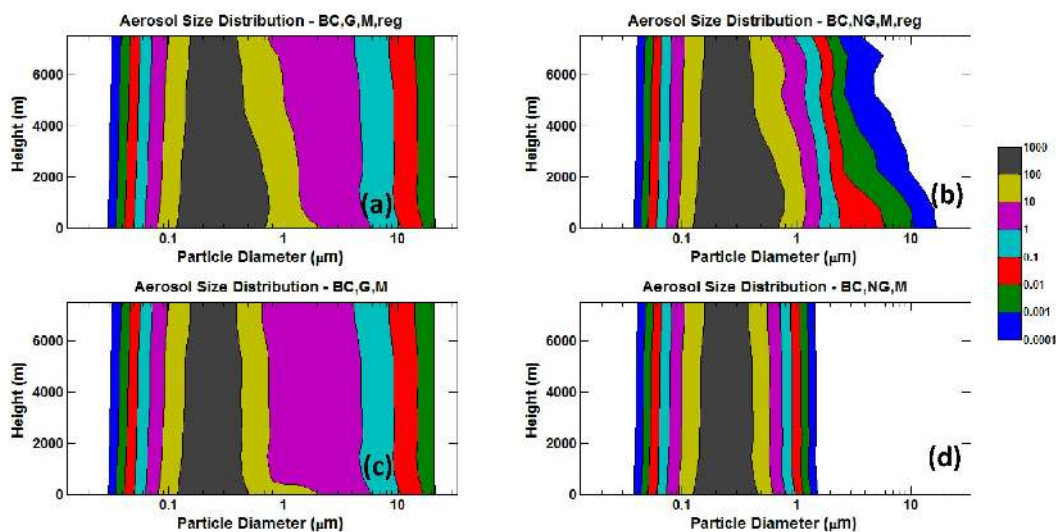 Aerosol Size Distribution - BC,G,M,reg
6000
4000
2000
0
Height (m)
(a)
0.1 1 10
Particle Diameter (μm)
Aerosol Size Distribution - BC,NG,M,reg
6000
4000
2000
0
Height (m)
(b)
0.1 1 10
Particle Diameter (μm)
Aerosol Size Distribution - BC,G,M
6000
4000
2000
0
Height (m)
(c)
0.1 1 10
Particle Diameter (μm)
Aerosol Size Distribution - BC,NG,M
6000
4000
2000
0
Height (m)
(d)
0.1 1 10
Particle Diameter (μm)
1000
100
10
1
0.1
0.01
0.001
0.0001